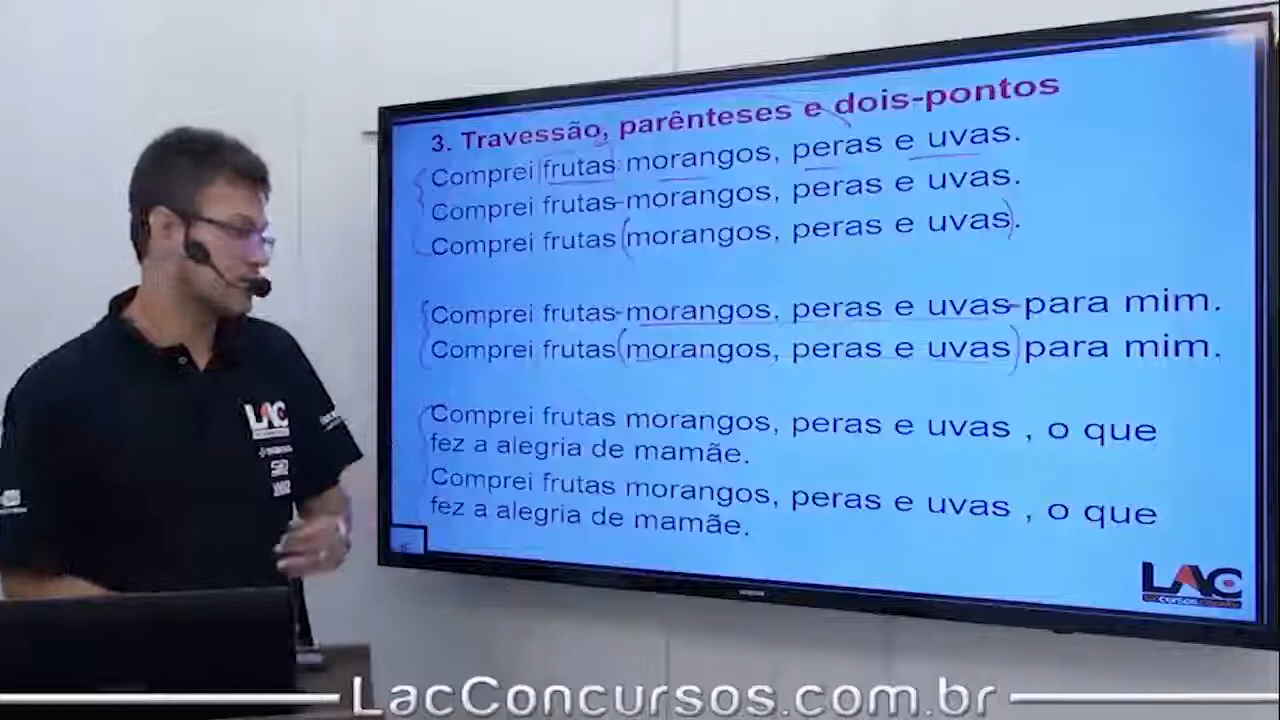 3. Travessão, parênteses e dois-pontos
Comprei frutas: morangos, peras e uvas.
Comprei frutas-morangos, peras e uvas.
Comprei frutas (morangos, peras e uvas).
Comprei frutas-morangos, peras e uvas-para mim.
Comprei frutas (morangos, peras e uvas) para mim.
Comprei frutas morangos, peras e uvas , o que
fez a alegria de mamãe.
Comprei frutas morangos, peras e uvas , o que
fez a alegria de mamãe.
LAC
LAC
LacConcursos.com.br